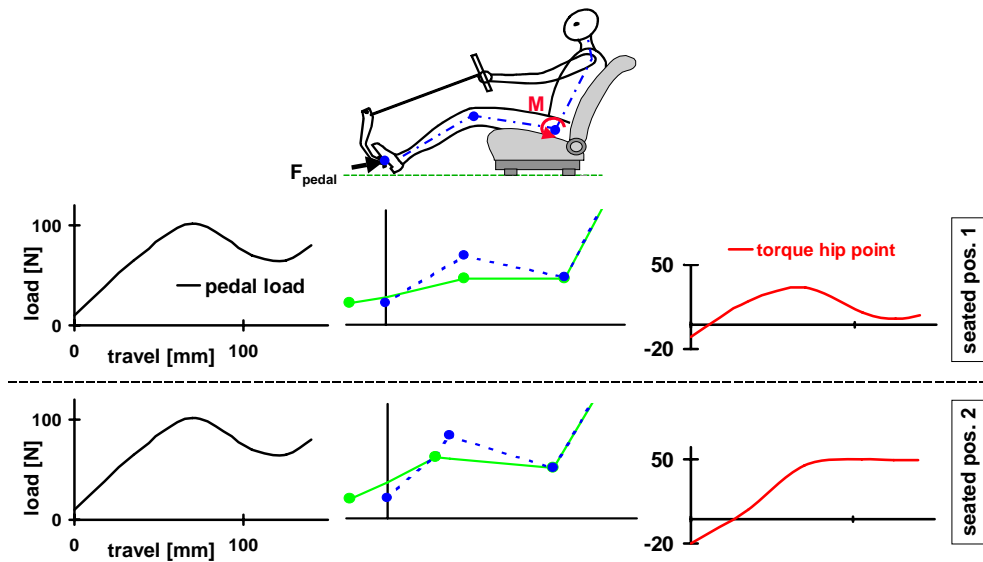 M
F pedal
100
load [N]
pedal load
0
0
travel [mm]
100
50
torque hip point
-20
seated pos. 1
100
load [N]
0
0
travel [mm]
100
50
-20
seated pos. 2